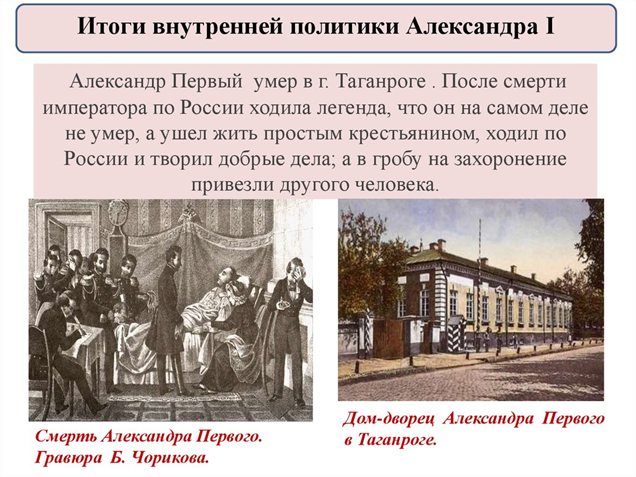 Итоги внутренней политики Александра I
Александр Первый умер в г. Таганроге . После смерти
императора по России ходила легенда, что он на самом деле
не умер, а ушел жить простым крестьянином, ходил по
России и творил добрые дела; а в гробу на захоронение
привезли другого человека.
Смерть Александра Первого.
Гравюра Б. Чорикова.
Дом-дворец Александра Первого
в Таганроге.